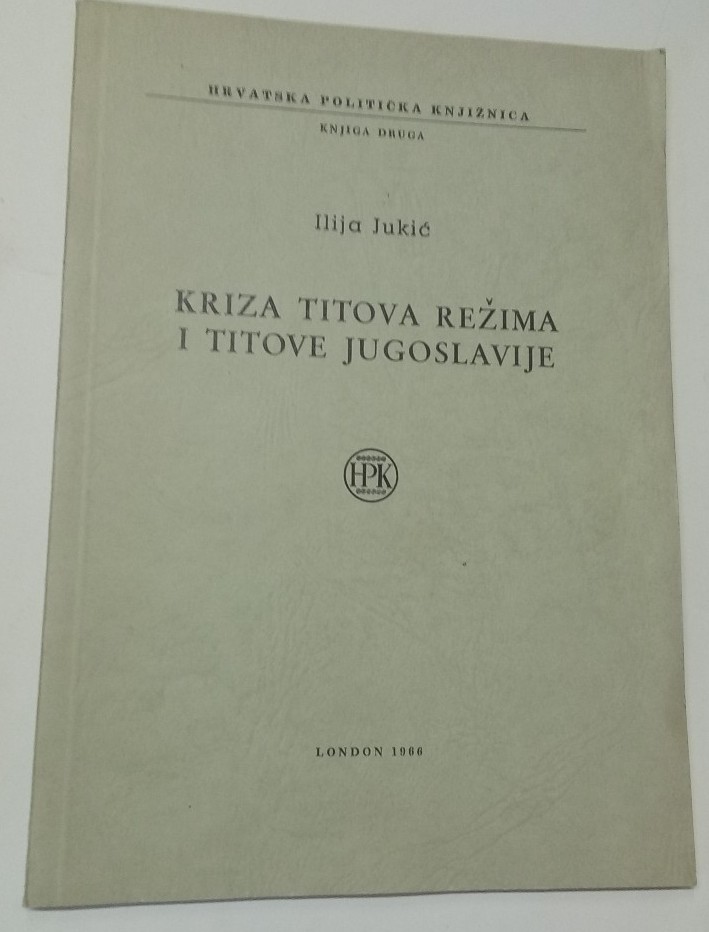 HRVATSKA POLITIČKA KNJIŽNICA
KNJIGA DRUGA
Ilija Jukić
KRIZA TITOVA REŽIMA
I TITOVE JUGOSLAVIJE
HPK
LONDON 1966